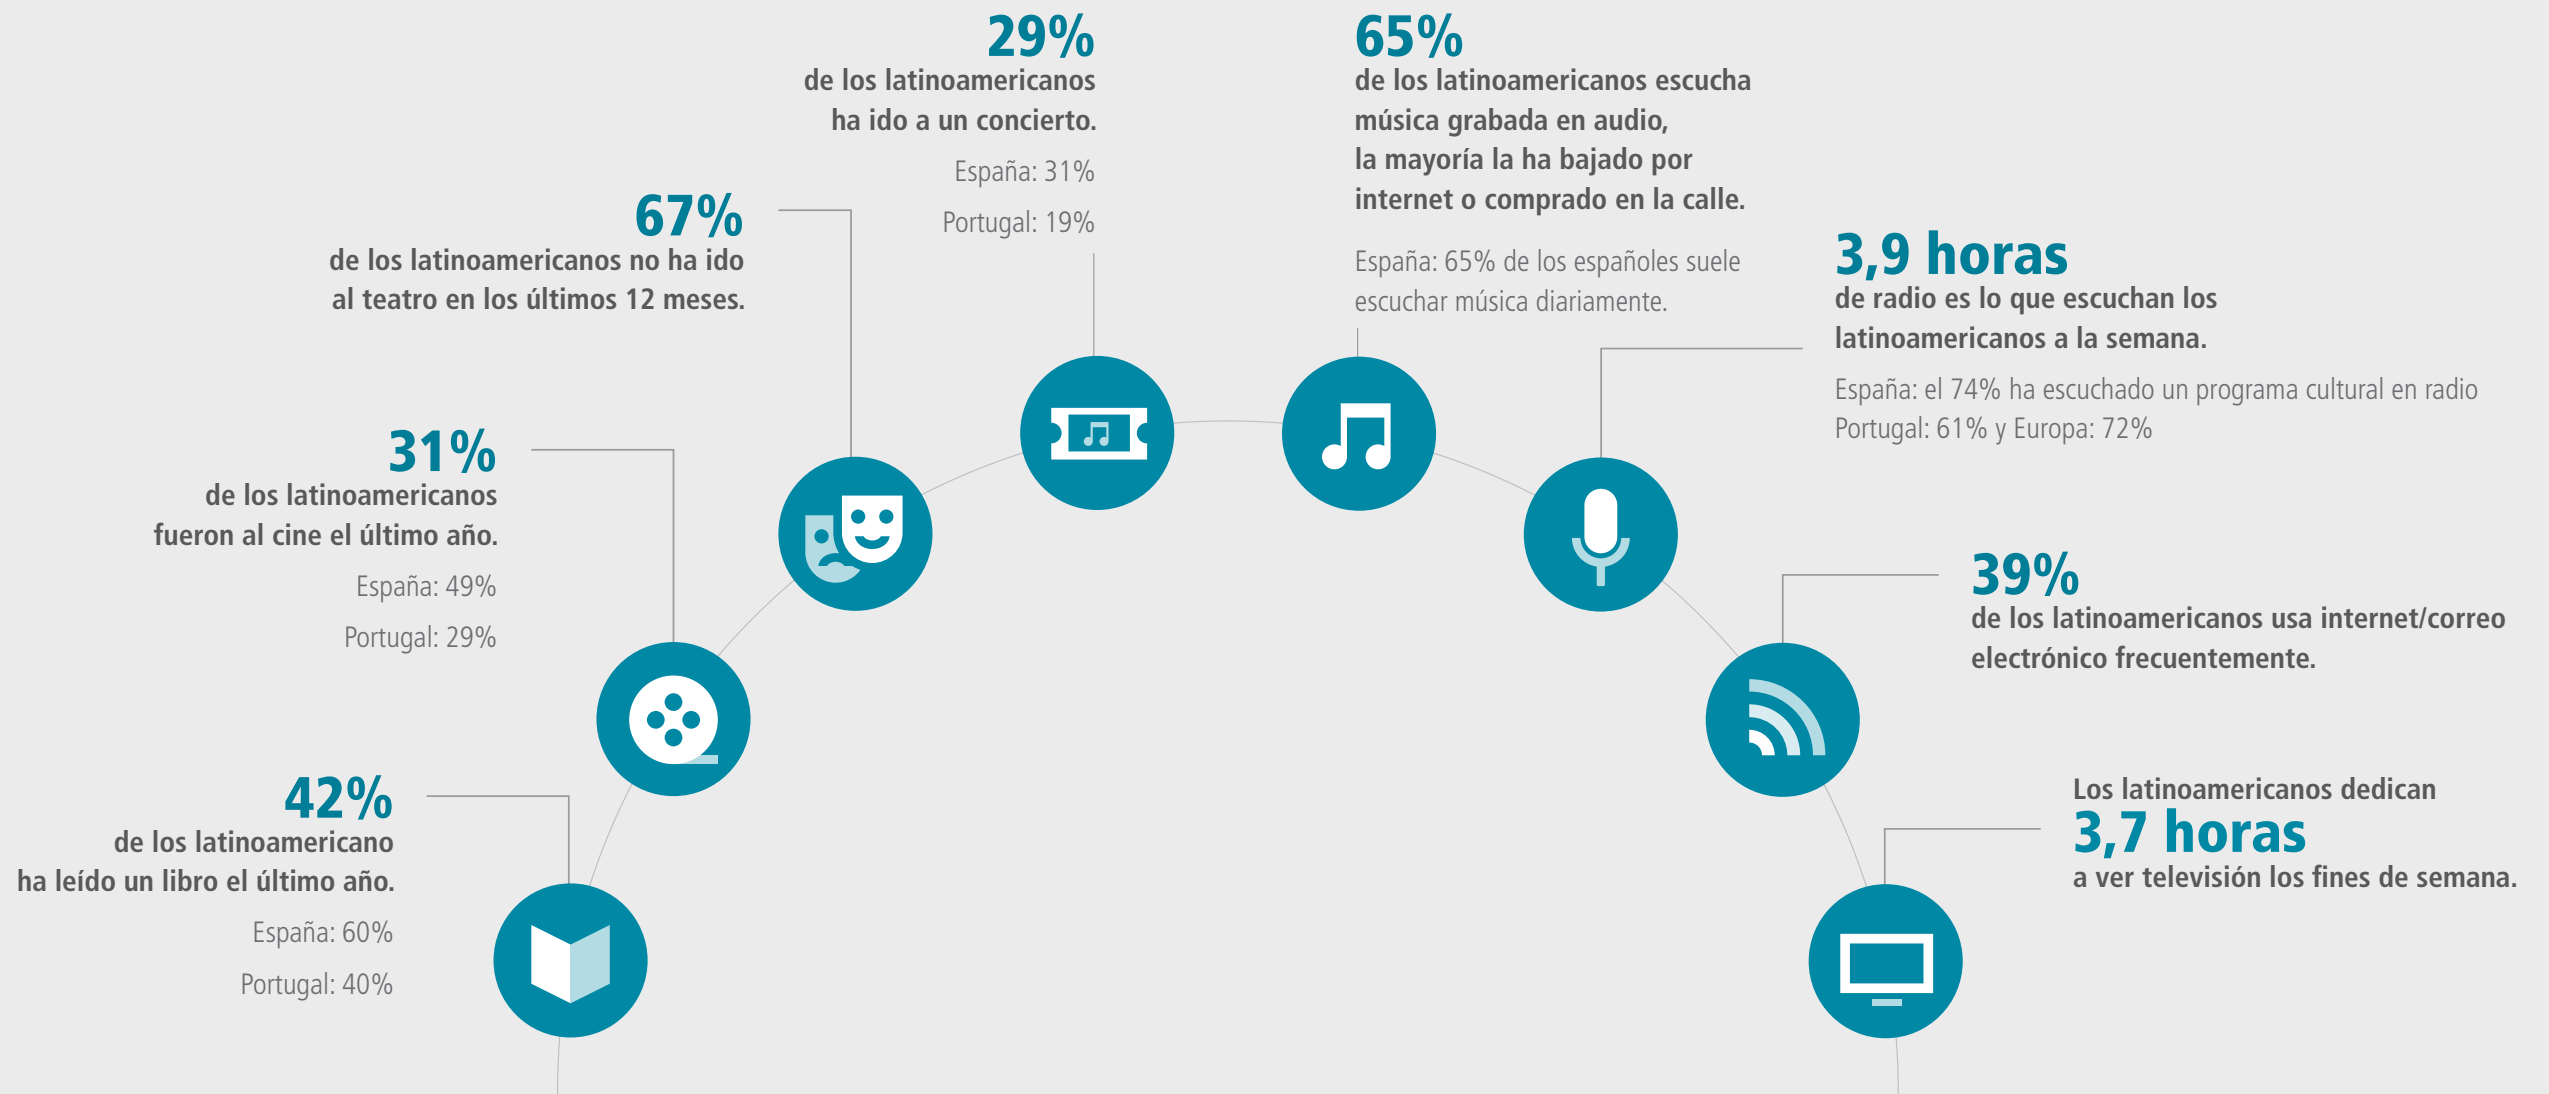 29%
de los latinoamericanos
ha ido a un concierto.
España: 31%
Portugal: 19%
65%
de los latinoamericanos escucha
música grabada en audio,
la mayoría la ha bajado por
internet o comprado en la calle.
España: 65% de los españoles suele
escuchar música diariamente.
67%
de los latinoamericanos no ha ido
al teatro en los últimos 12 meses.
3,9 horas
de radio es lo que escuchan los
latinoamericanos a la semana.
España: el 74% ha escuchado un programa cultural en radio
Portugal: 61% y Europa: 72%
31%
de los latinoamericanos
fueron al cine el último año.
España: 49%
Portugal: 29%
39%
de los latinoamericanos usa internet/correo
electrónico frecuentemente.
42%
de los latinoamericano
ha leído un libro el último año.
España: 60%
Portugal: 40%
Los latinoamericanos dedican
3,7 horas
a ver televisión los fines de semana.